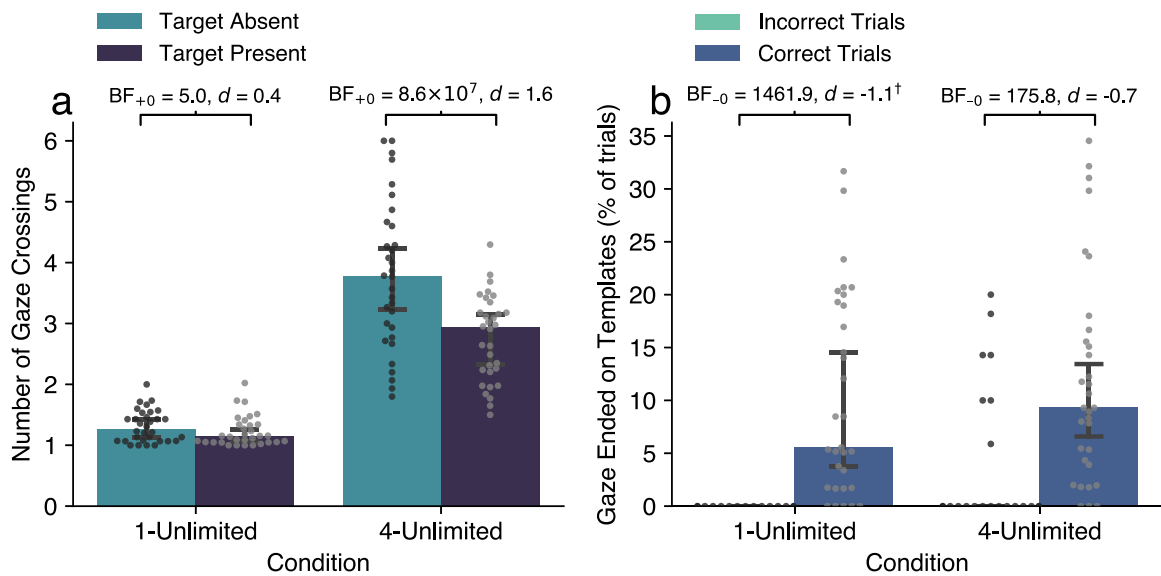 Target Absent
Target Present
Incorrect Trials
Correct Trials
a
BF+0 = 5.0, d = 0.4
BF+0 = 8.6×10⁷, d = 1.6
b
BF−0 = 1461.9, d = -1.1†
BF−0 = 175.8, d = -0.7
Number of Gaze Crossings
6
5
4
3
2
1
0
1-Unlimited
4-Unlimited
Condition
Gaze Ended on Templates (% of trials)
35
30
25
20
15
10
5
0
1-Unlimited
4-Unlimited
Condition